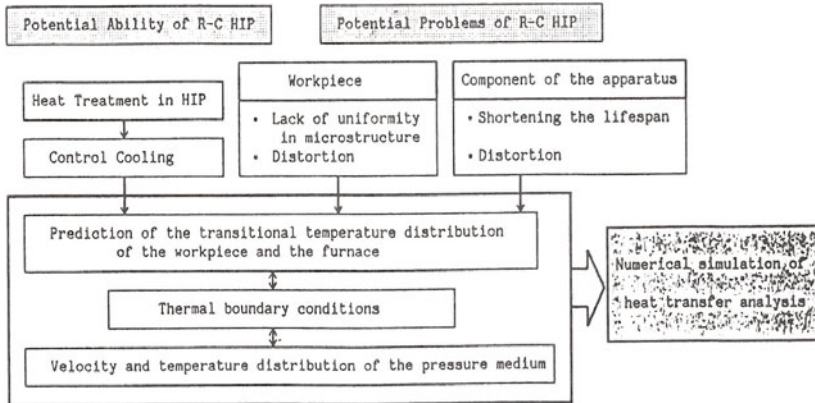 Potential Ability of R-C HIP
Potential Problems of R-C HIP
Heat Treatment in HIP
Control Cooling
Workpiece
• Lack of uniformity
in microstructure
• Distortion
Component of the apparatus
• Shortening the lifespan
• Distortion
Prediction of the transitional temperature distribution
of the workpiece and the furnace
Thermal boundary conditions
Velocity and temperature distribution of the pressure medium
Numerical simulation of
heat transfer analysis